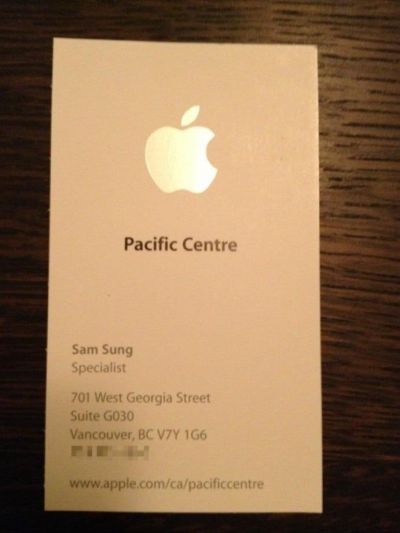 Pacific Centre
Sam Sung
Specialist
701 West Georgia Street
Suite G030
Vancouver, BC V7Y 1G6
www.apple.com/ca/pacificcentre